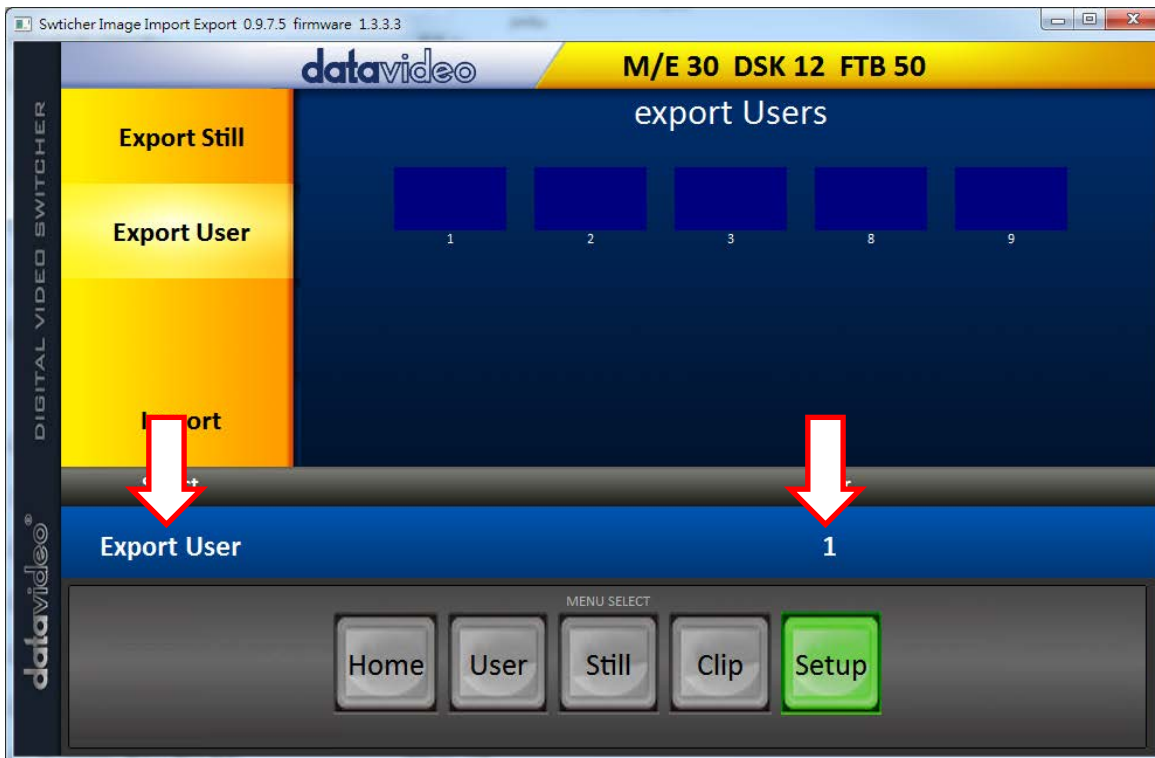 Swticher Image Import Export 0.9.7.5 firmware 1.3.3.3
datavideo
M/E 30 DSK 12 FTB 50
export Users
Export Still
Export User
1 2 3 8 9
DIGITAL VIDEO SWITCHER
datavideo®
Export User 1
MENU SELECT
Home User Still Clip Setup